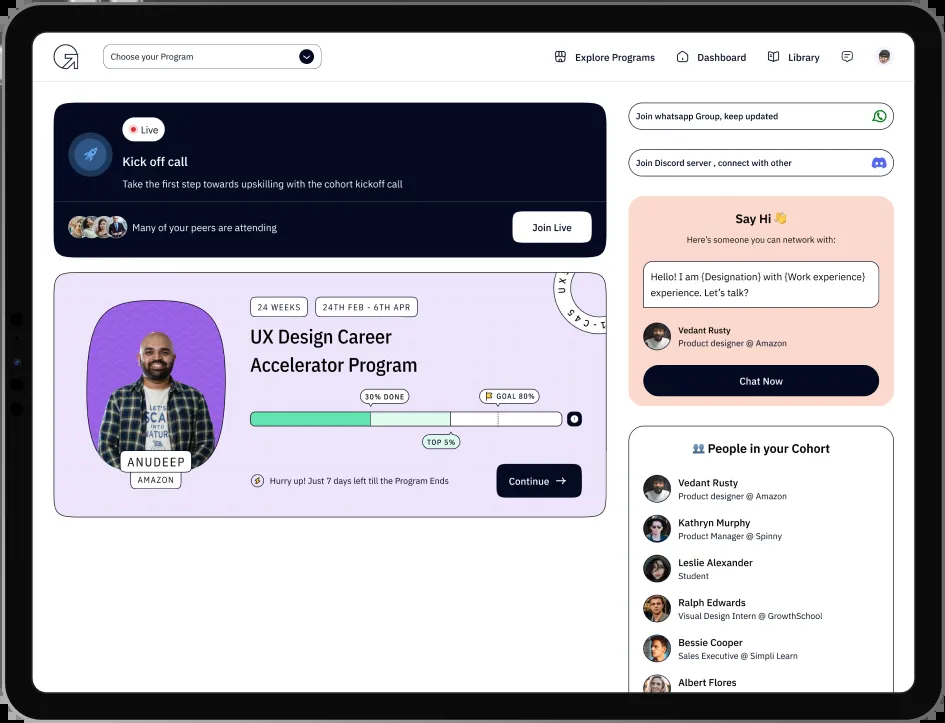 Choose your Program
Explore Programs
Dashboard
Library
Live
Kick off call
Take the first step towards upskilling with the cohort kickoff call
Many of your peers are attending
Join Live
Join whatsapp Group, keep updated
Join Discord server , connect with other
Say Hi 👋
Here's someone you can network with:
Hello! I am {Designation} with {Work experience}
experience. Let's talk?
Vedant Rusty
Product designer @ Amazon
Chat Now
24 WEEKS
24TH FEB - 6TH APR
UX
1-C45
UX Design Career
Accelerator Program
30% DONE
GOAL 80%
TOP 5%
LET'S
INTO
NATURE
ANUDEEP
AMAZON
Hurry up! Just 7 days left till the Program Ends
Continue →
👥 People in your Cohort
Vedant Rusty
Product designer @ Amazon
Kathryn Murphy
Product Manager @ Spinny
Leslie Alexander
Student
Ralph Edwards
Visual Design Intern @ GrowthSchool
Bessie Cooper
Sales Executive @ Simpli Learn
Albert Flores